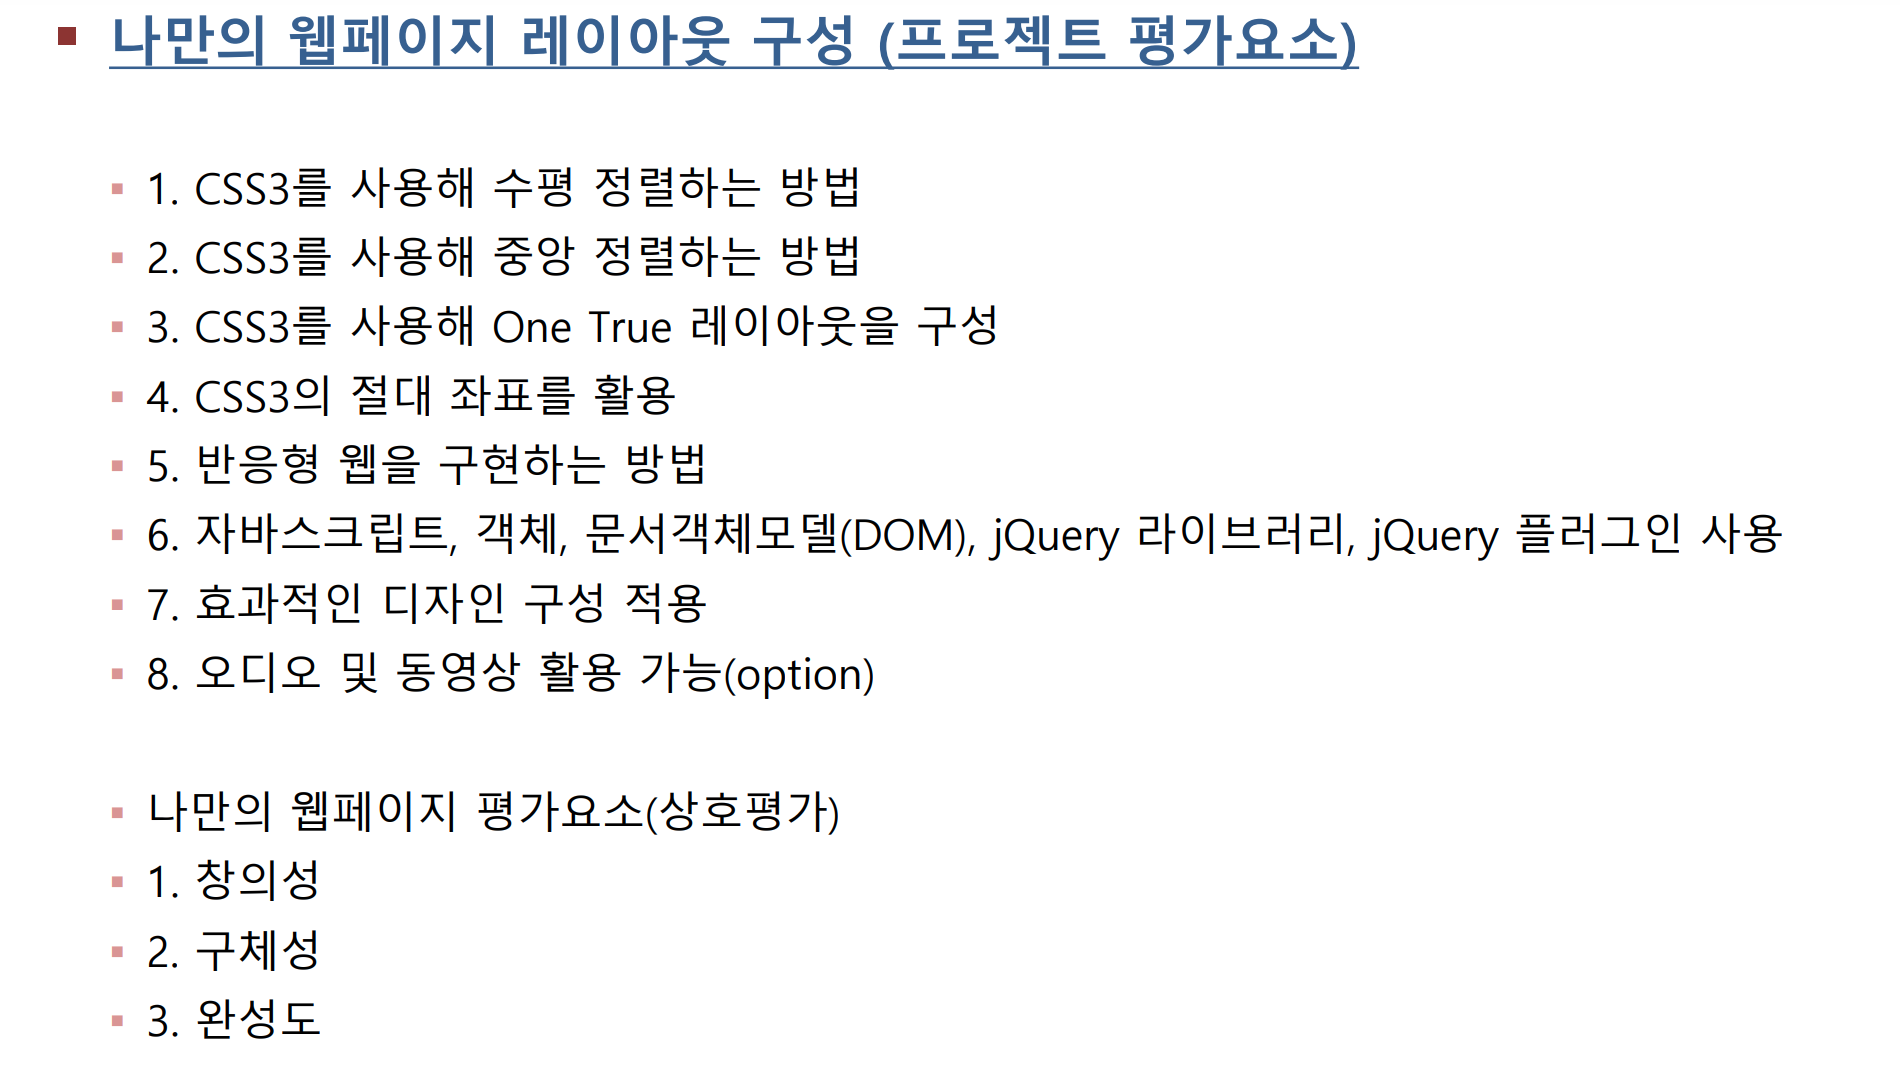 나만의 웹페이지 레이아웃 구성 (프로젝트 평가요소)
1. CSS3를 사용해 수평 정렬하는 방법
2. CSS3를 사용해 중앙 정렬하는 방법
3. CSS3를 사용해 One True 레이아웃을 구성
4. CSS3의 절대 좌표를 활용
5. 반응형 웹을 구현하는 방법
6. 자바스크립트, 객체, 문서객체모델(DOM), jQuery 라이브러리, jQuery 플러그인 사용
7. 효과적인 디자인 구성 적용
8. 오디오 및 동영상 활용 가능(option)
나만의 웹페이지 평가요소(상호평가)
1. 창의성
2. 구체성
3. 완성도